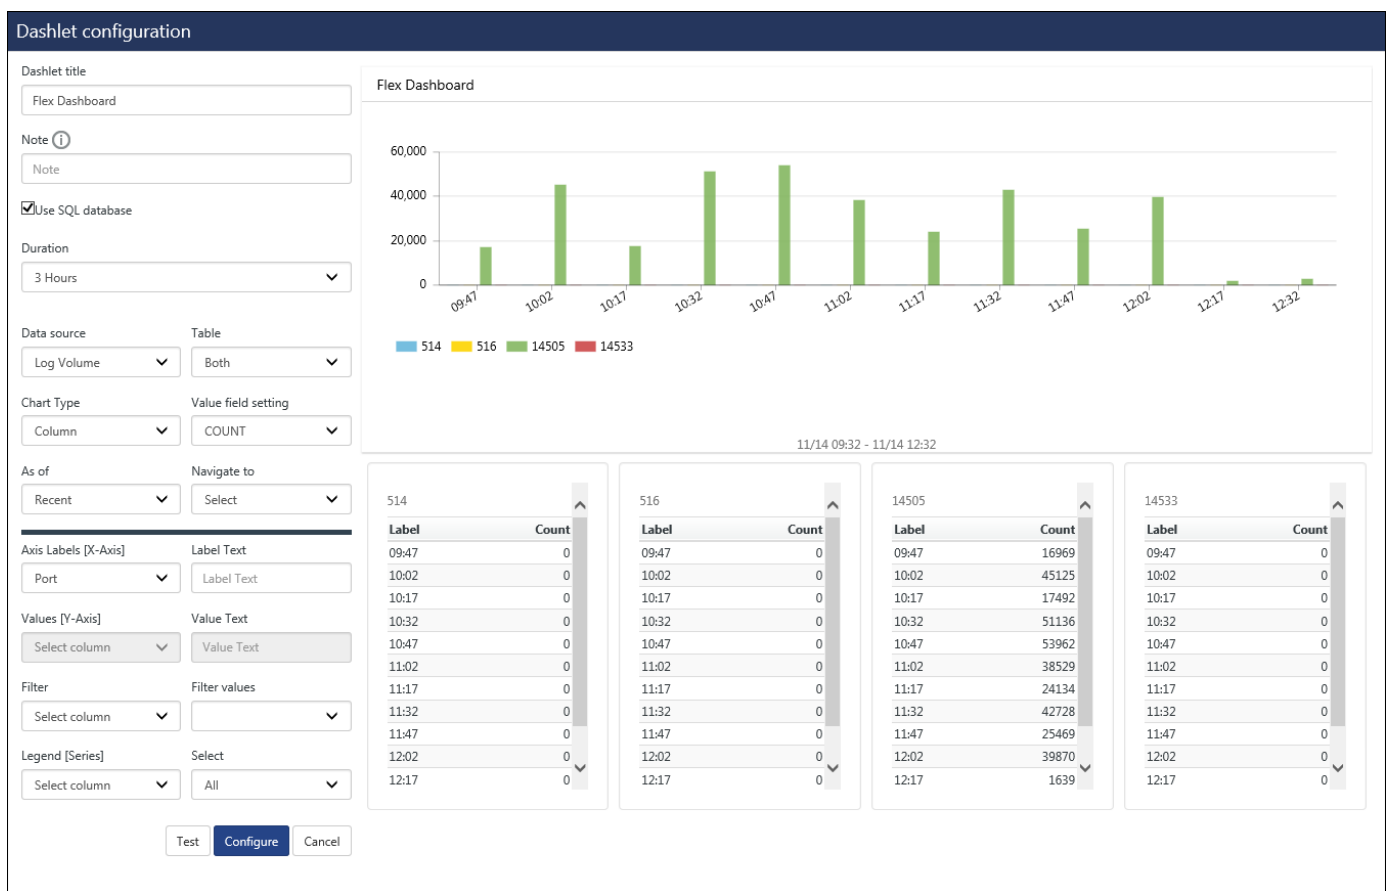 Dashlet configuration
Dashlet title
Flex Dashboard
Note
Note
Use SQL database
Duration
3 Hours
Data source Table
Log Volume Both
Chart Type Value field setting
Column COUNT
As of Navigate to
Recent Select
Axis Labels [X-Axis] Label Text
Port Label Text
Values [Y-Axis] Value Text
Select column Value Text
Filter Filter values
Select column
Legend [Series] Select
Select column All
Test Configure Cancel
Flex Dashboard
60,000
40,000
20,000
0
09:47 10:02 10:17 10:32 10:47 11:02 11:17 11:32 11:47 12:02 12:17 12:32
514 516 14505 14533
11/14 09:32 - 11/14 12:32
514
Label Count
09:47 0
10:02 0
10:17 0
10:32 0
10:47 0
11:02 0
11:17 0
11:32 0
11:47 0
12:02 0
12:17 0
516
Label Count
09:47 0
10:02 0
10:17 0
10:32 0
10:47 0
11:02 0
11:17 0
11:32 0
11:47 0
12:02 0
12:17 0
14505
Label Count
09:47 16969
10:02 45125
10:17 17492
10:32 51136
10:47 53962
11:02 38529
11:17 24134
11:32 42728
11:47 25469
12:02 39870
12:17 1639
14533
Label Count
09:47 0
10:02 0
10:17 0
10:32 0
10:47 0
11:02 0
11:17 0
11:32 0
11:47 0
12:02 0
12:17 0